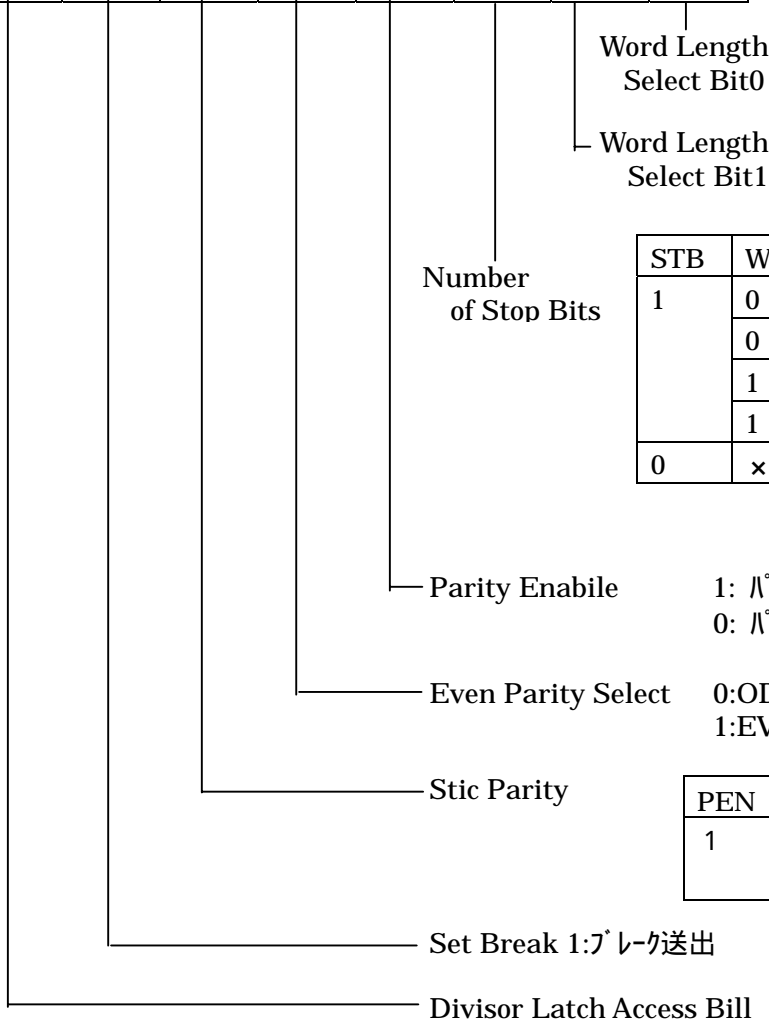 Word Length
Select Bit0
Word Length
Select Bit1
Number
of Stop Bits
STB W
1 0
0
1
1
0 ×
Parity Enabile 1: パ
0: パ
Even Parity Select 0:OD
1:EV
Stic Parity
PEN
1
Set Break 1:ブレーク送出
Divisor Latch Access Bill